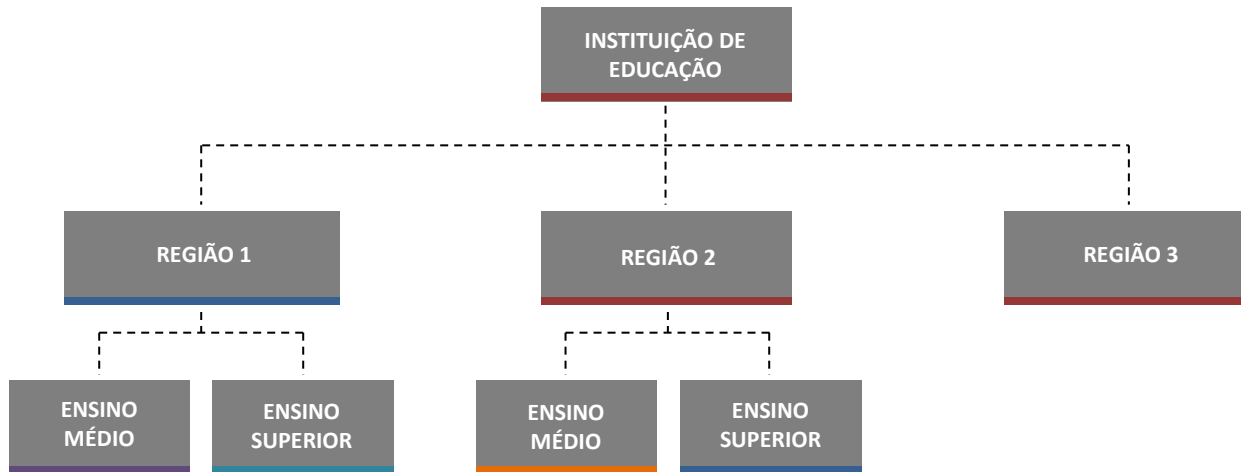 INSTITUIÇÃO DE
EDUCAÇÃO
REGIÃO 1
REGIÃO 2
REGIÃO 3
ENSINO
MÉDIO
ENSINO
SUPERIOR
ENSINO
MÉDIO
ENSINO
SUPERIOR